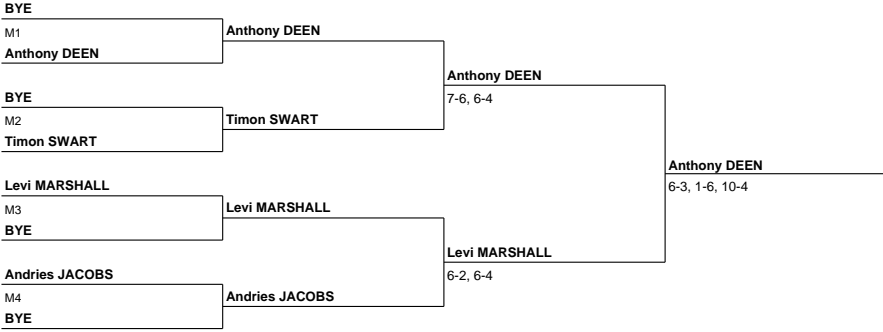 BYE
M1
Anthony DEEN
BYE
M2
Timon SWART
Levi MARSHALL
M3
BYE
Andries JACOBS
M4
BYE
Anthony DEEN
Timon SWART
Levi MARSHALL
Andries JACOBS
Anthony DEEN
7-6, 6-4
Levi MARSHALL
6-2, 6-4
Anthony DEEN
6-3, 1-6, 10-4